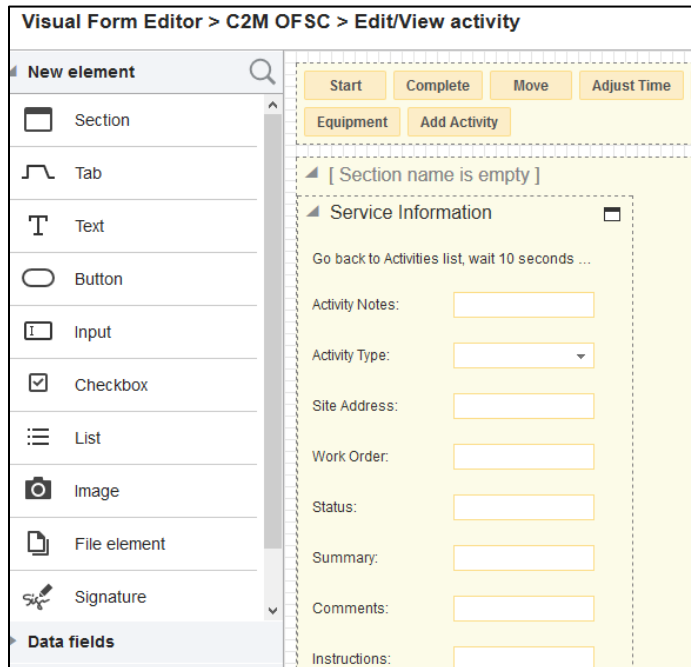 Visual Form Editor > C2M OFSC > Edit/View activity
New element
Section
Tab
Text
Button
Input
Checkbox
List
Image
File element
Signature
Data fields
Start Complete Move Adjust Time
Equipment Add Activity
[ Section name is empty ]
Service Information
Go back to Activities list, wait 10 seconds ...
Activity Notes:
Activity Type:
Site Address:
Work Order:
Status:
Summary:
Comments:
Instructions: